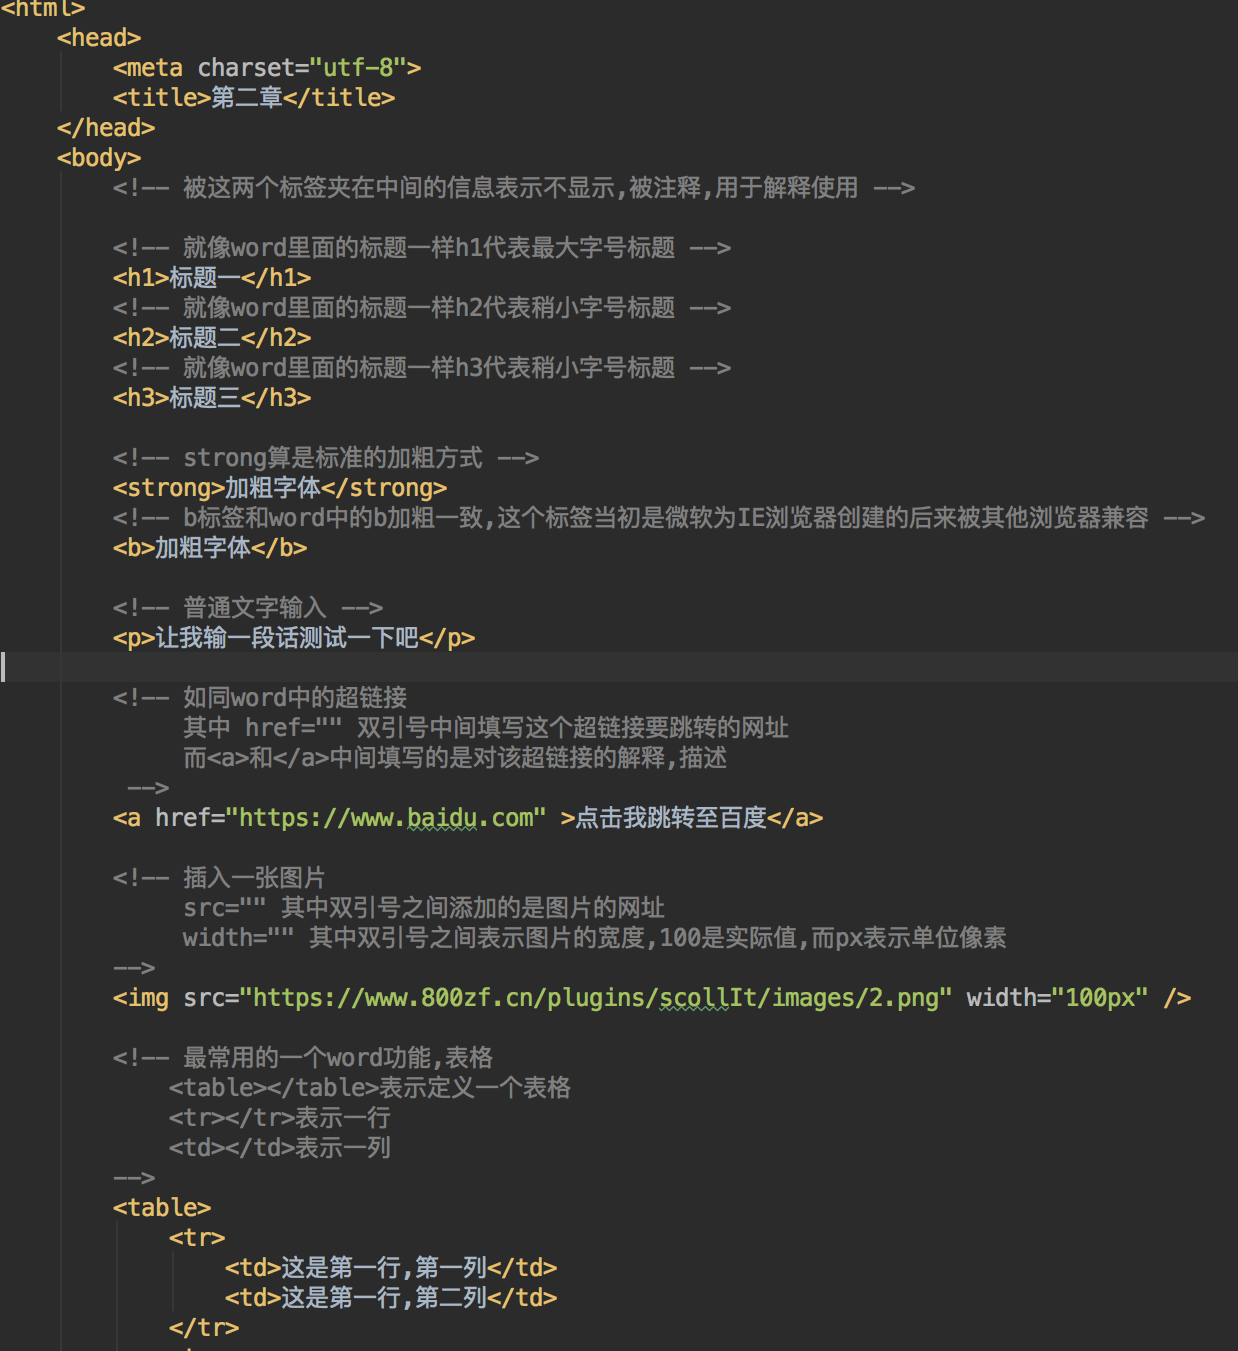 <html>
<head>
<meta charset="utf-8">
<title>第二章</title>
</head>
<body>
<!-- 被这两个标签夹在中间的信息表示不显示,被注释,用于解释使用 -->
<!-- 就像word里面的标题一样h1代表最大字号标题 -->
<h1>标题一</h1>
<!-- 就像word里面的标题一样h2代表稍小字号标题 -->
<h2>标题二</h2>
<!-- 就像word里面的标题一样h3代表稍小字号标题 -->
<h3>标题三</h3>
<!-- strong算是标准的加粗方式 -->
<strong>加粗字体</strong>
<!-- b标签和word中的b加粗一致,这个标签当初是微软为IE浏览器创建的后来被其他浏览器兼容 -->
<b>加粗字体</b>
<!-- 普通文字输入 -->
<p>让我输一段话测试一下吧</p>
<!-- 如同word中的超链接
其中 href="" 双引号中间填写这个超链接要跳转的网址
而<a>和</a>中间填写的是对该超链接的解释,描述
-->
<a href="https://www.baidu.com" >点击我跳转至百度</a>
<!-- 插入一张图片
src="" 其中双引号之间添加的是图片的网址
width="" 其中双引号之间表示图片的宽度,100是实际值,而px表示单位像素
-->
<img src="https://www.800zf.cn/plugins/scollIt/images/2.png" width="100px" />
<!-- 最常用的一个word功能,表格
<table></table>表示定义一个表格
<tr></tr>表示一行
<td></td>表示一列
-->
<table>
<tr>
<td>这是第一行,第一列</td>
<td>这是第一行,第二列</td>
</tr>